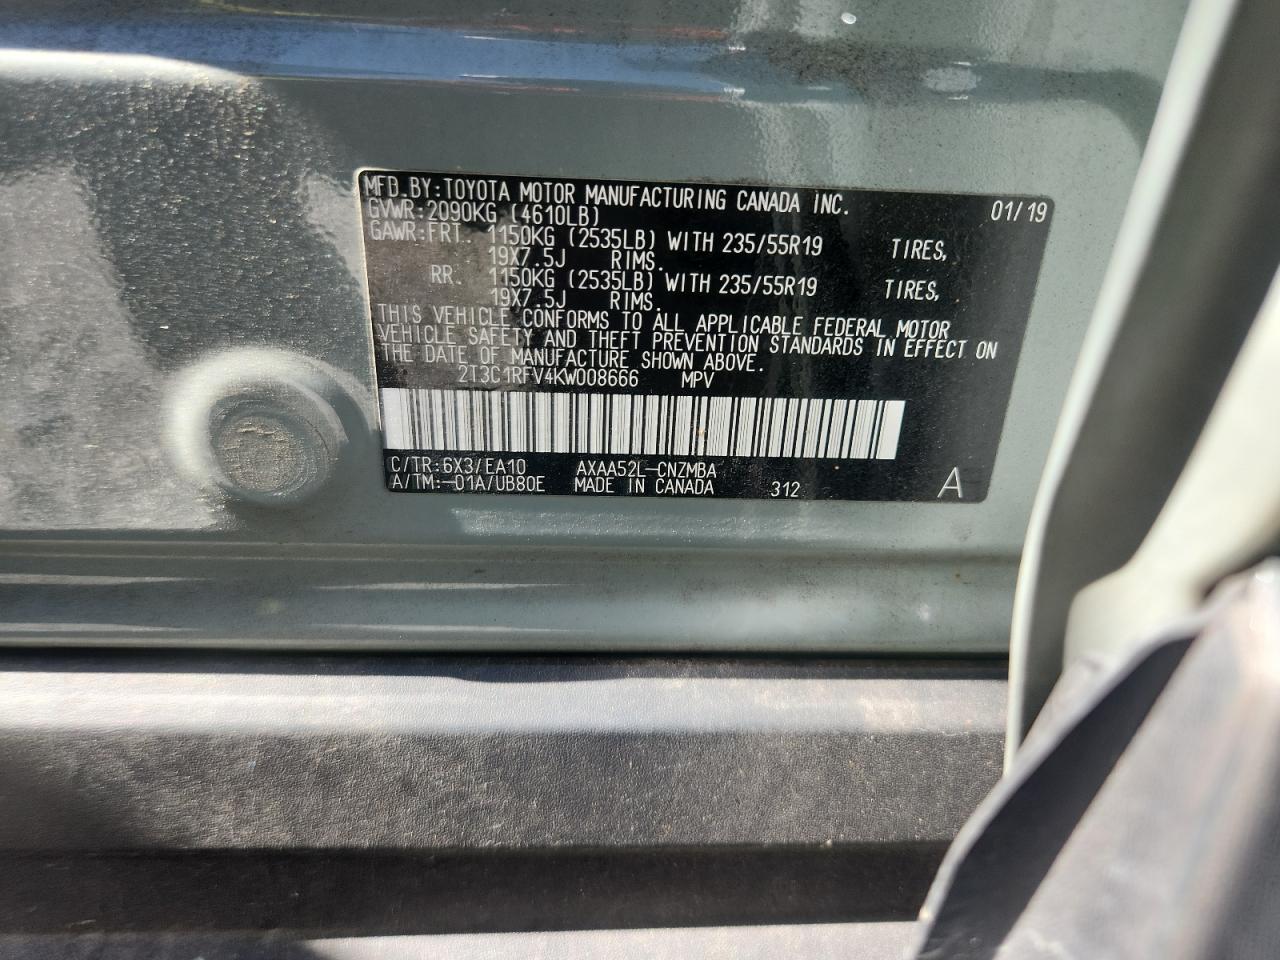 MFD.BY:TOYOTA MOTOR MANUFACTURING CANADA INC. 01/19
GVWR:2090KG (4610LB)
GAWR:FRT. 1150KG (2535LB) WITH 235/55R19 TIRES,
19X7.5J RIMS.
RR. 1150KG (2535LB) WITH 235/55R19 TIRES,
19X7.5J RIMS.
THIS VEHICLE CONFORMS TO ALL APPLICABLE FEDERAL MOTOR
VEHICLE SAFETY AND THEFT PREVENTION STANDARDS IN EFFECT ON
THE DATE OF MANUFACTURE SHOWN ABOVE.
2T3C1RFV4KW008666 MPV
C/TR:6X3/EA10 AXAA52L-CNZMBA
A/TM:-01A/UB80E MADE IN CANADA 312 A